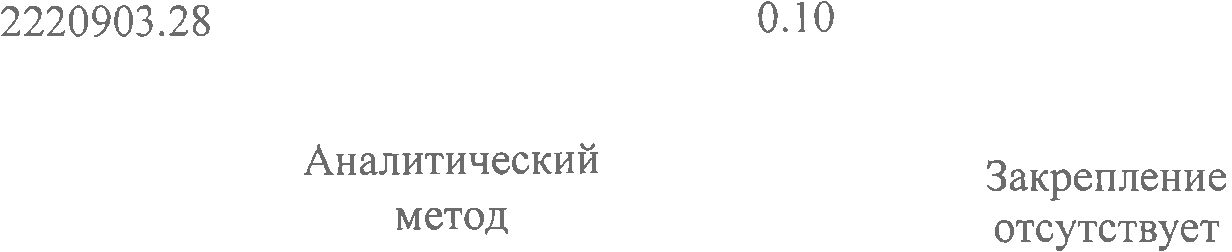 2220903.28 0.10
Аналитический
метод
Закрепление
отсутствует